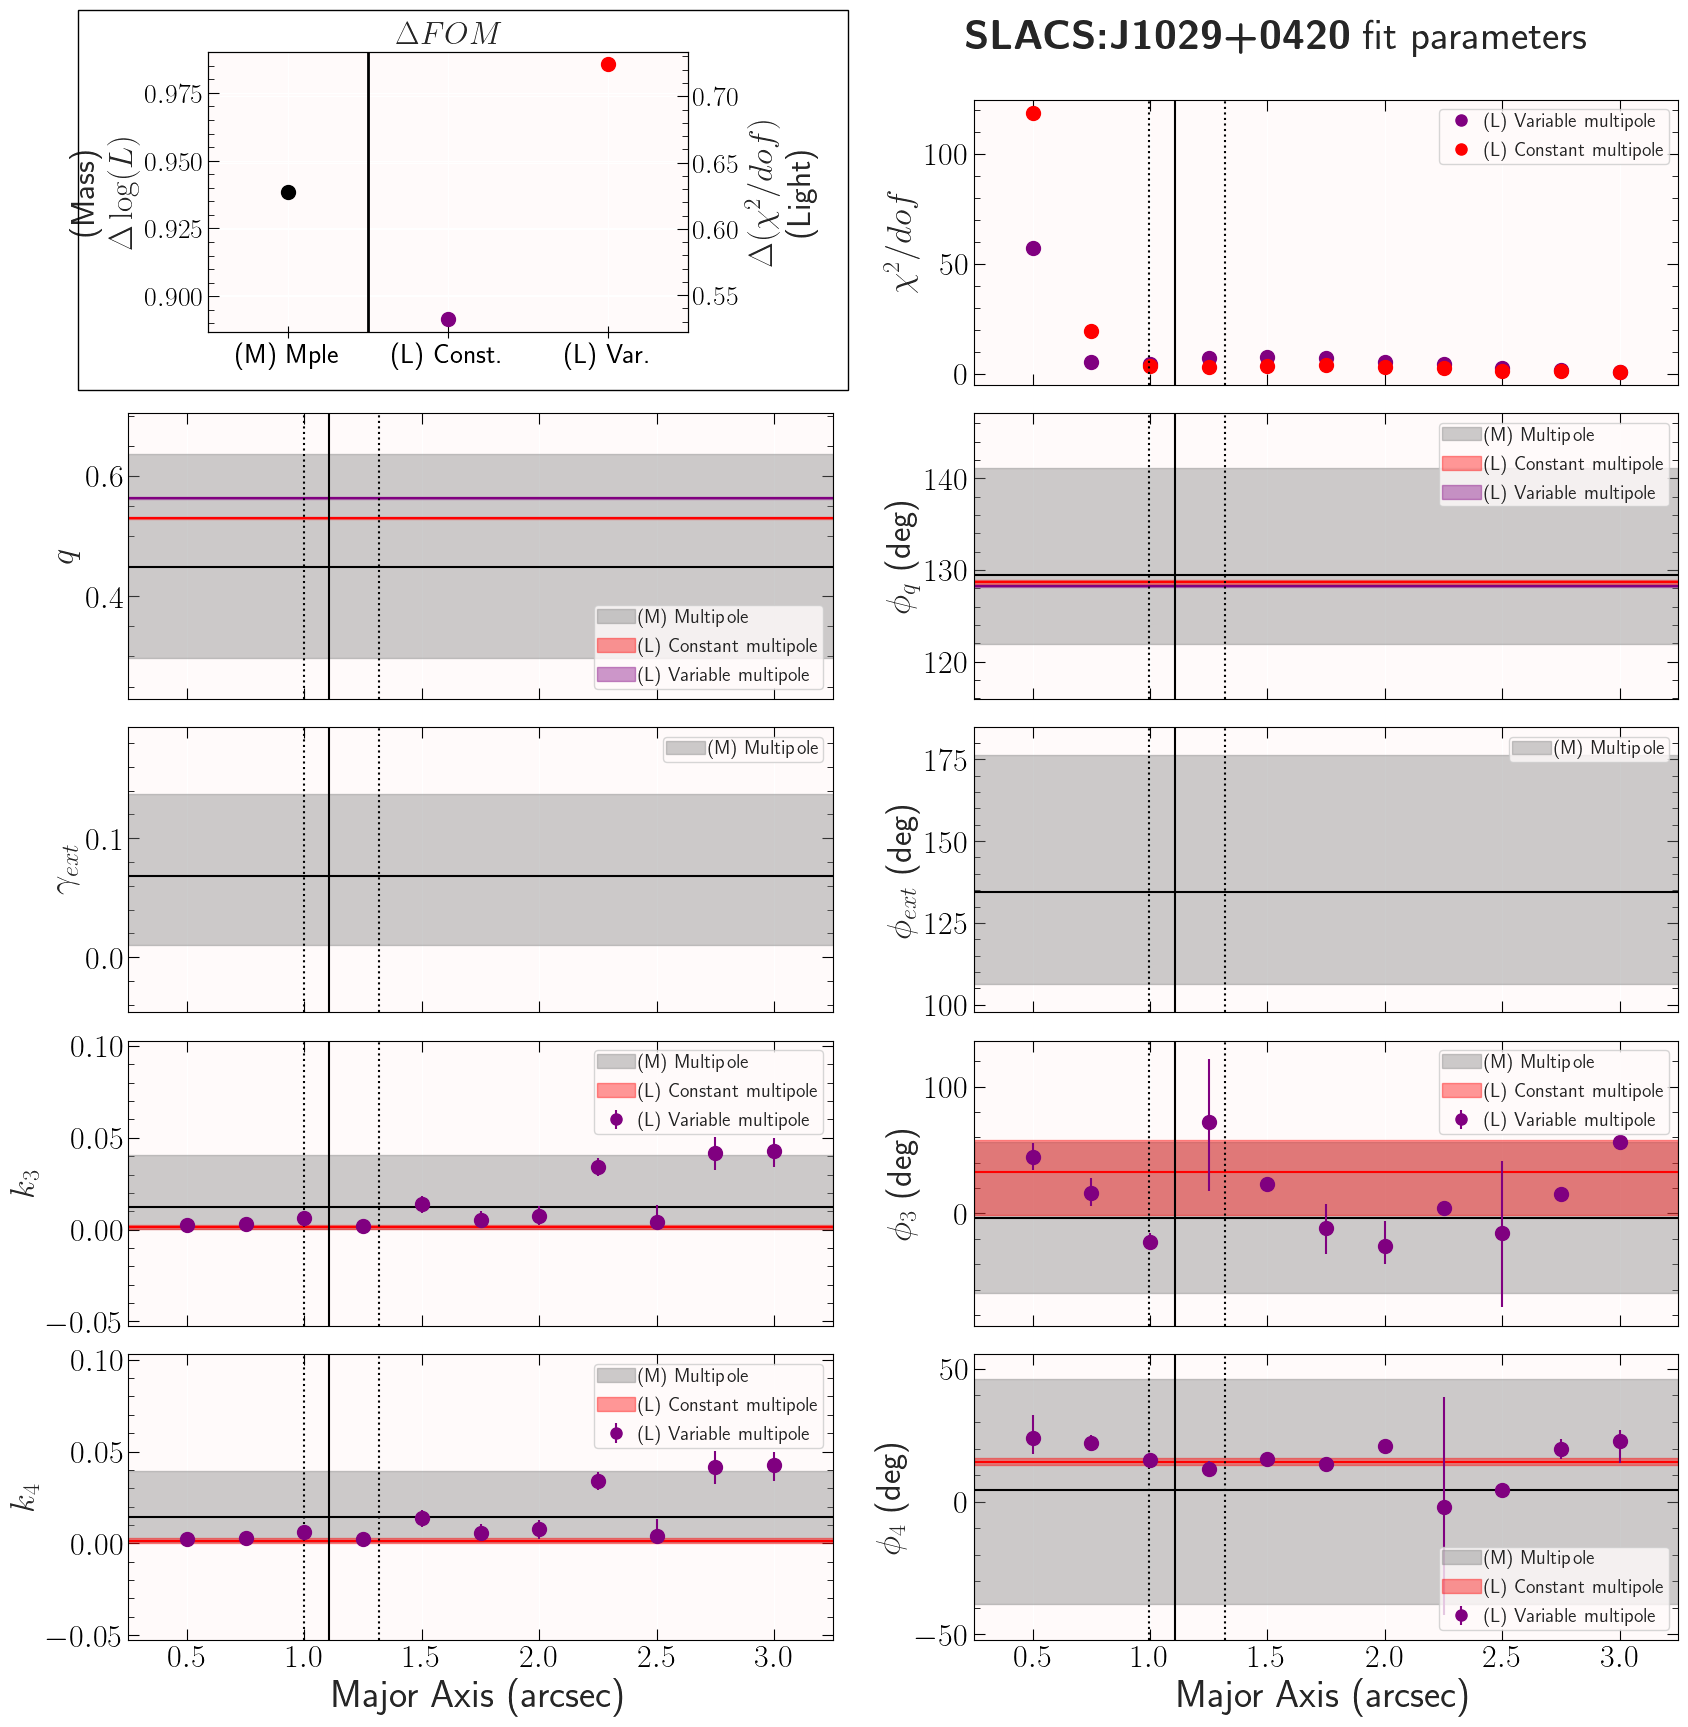 ΔFOM
SLACS:J1029+0420 fit parameters
(Mass)
Δ log(L)
0.975
0.950
0.925
0.900
0.70
0.65
0.60
0.55
Δ(χ²/dof)
(Light)
(M) Mple
(L) Const.
(L) Var.
χ²/dof
100
50
0
(L) Variable multipole
(L) Constant multipole
q
0.6
0.4
(M) Multipole
(L) Constant multipole
(L) Variable multipole
ϕ_q (deg)
140
130
120
(M) Multipole
(L) Constant multipole
(L) Variable multipole
γ_ext
0.1
0.0
(M) Multipole
ϕ_ext (deg)
175
150
125
100
(M) Multipole
k₃
0.10
0.05
0.00
−0.05
(M) Multipole
(L) Constant multipole
(L) Variable multipole
ϕ₃ (deg)
100
0
(M) Multipole
(L) Constant multipole
(L) Variable multipole
k₄
0.10
0.05
0.00
−0.05
(M) Multipole
(L) Constant multipole
(L) Variable multipole
0.5 1.0 1.5 2.0 2.5 3.0
Major Axis (arcsec)
ϕ₄ (deg)
50
0
−50
(M) Multipole
(L) Constant multipole
(L) Variable multipole
0.5 1.0 1.5 2.0 2.5 3.0
Major Axis (arcsec)